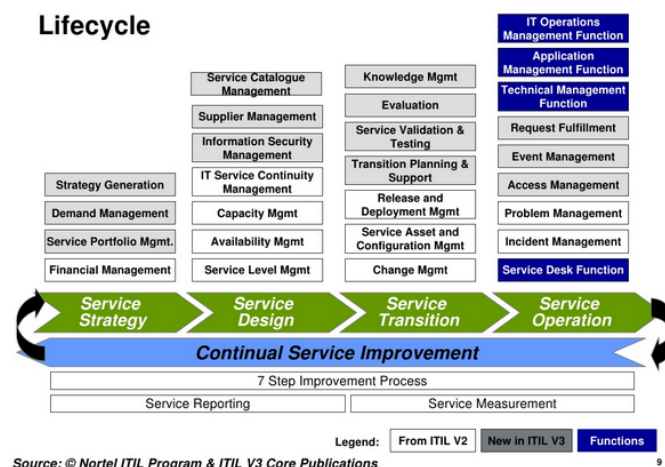 Lifecycle
Strategy Generation
Demand Management
Service Portfolio Mgmt.
Financial Management
Service Catalogue
Management
Supplier Management
Information Security
Management
IT Service Continuity
Management
Capacity Mgmt
Availability Mgmt
Service Level Mgmt
Knowledge Mgmt
Evaluation
Service Validation &
Testing
Transition Planning &
Support
Release and
Deployment Mgmt
Service Asset and
Configuration Mgmt
Change Mgmt
IT Operations
Management Function
Application
Management Function
Technical Management
Function
Request Fulfillment
Event Management
Access Management
Problem Management
Incident Management
Service Desk Function
Service
Strategy
Service
Design
Service
Transition
Service
Operation
Continual Service Improvement
7 Step Improvement Process
Service Reporting
Service Measurement
Legend:
From ITIL V2
New in ITIL V3
Functions
Source: © Nortel ITIL Program & ITIL V3 Core Publications
9